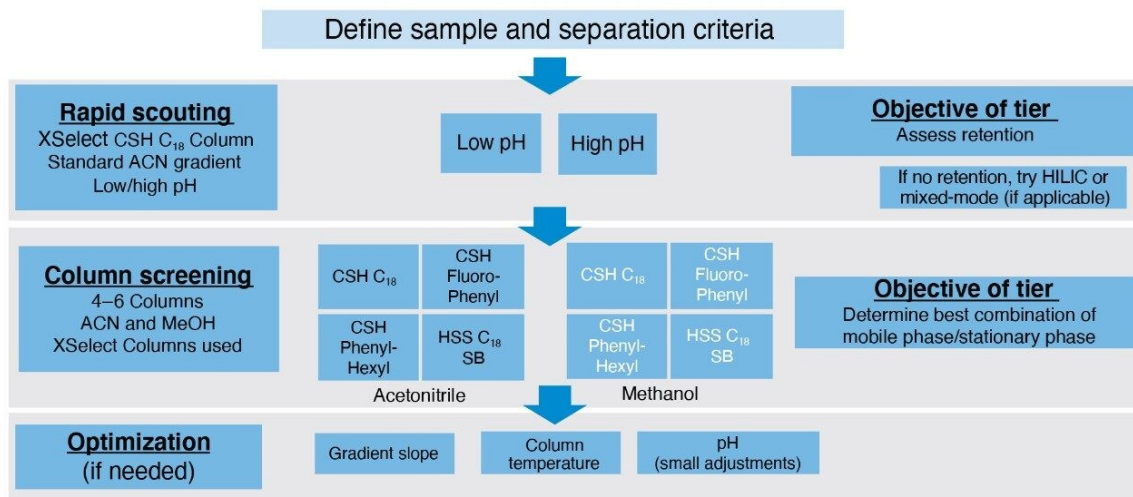 Define sample and separation criteria
Rapid scouting
XSelect CSH C₁₈ Column
Standard ACN gradient
Low/high pH
Low pH
High pH
Objective of tier
Assess retention
If no retention, try HILIC or
mixed-mode (if applicable)
Column screening
4–6 Columns
ACN and MeOH
XSelect Columns used
CSH C₁₈
CSH
Fluoro-
Phenyl
CSH
Phenyl-
Hexyl
HSS C₁₈
SB
Acetonitrile
CSH C₁₈
CSH
Fluoro-
Phenyl
CSH
Phenyl-
Hexyl
HSS C₁₈
SB
Methanol
Objective of tier
Determine best combination of
mobile phase/stationary phase
Optimization
(if needed)
Gradient slope
Column
temperature
pH
(small adjustments)